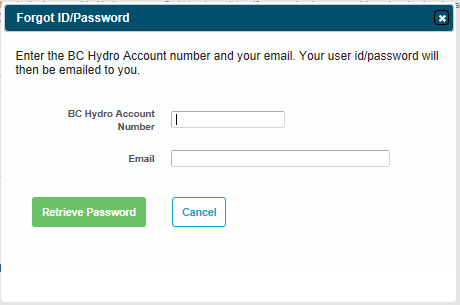 Forgot ID/Password
Enter the BC Hydro Account number and your email. Your user id/password will
then be emailed to you.
BC Hydro Account
Number
Email
Retrieve Password
Cancel